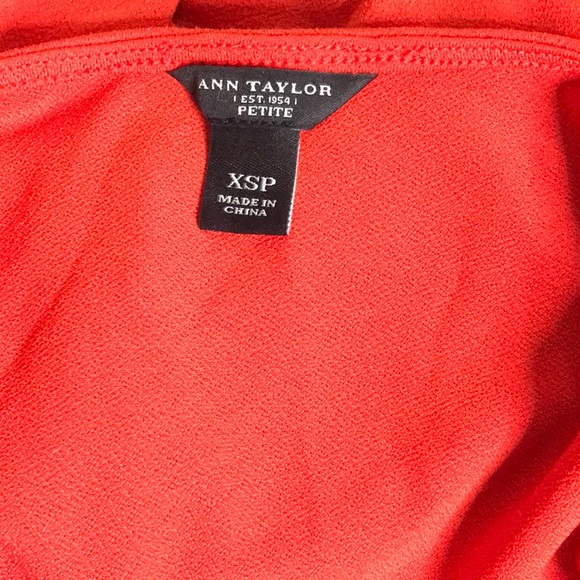 ANN TAYLOR
| EST. 1954 |
PETITE
XSP
MADE IN
CHINA